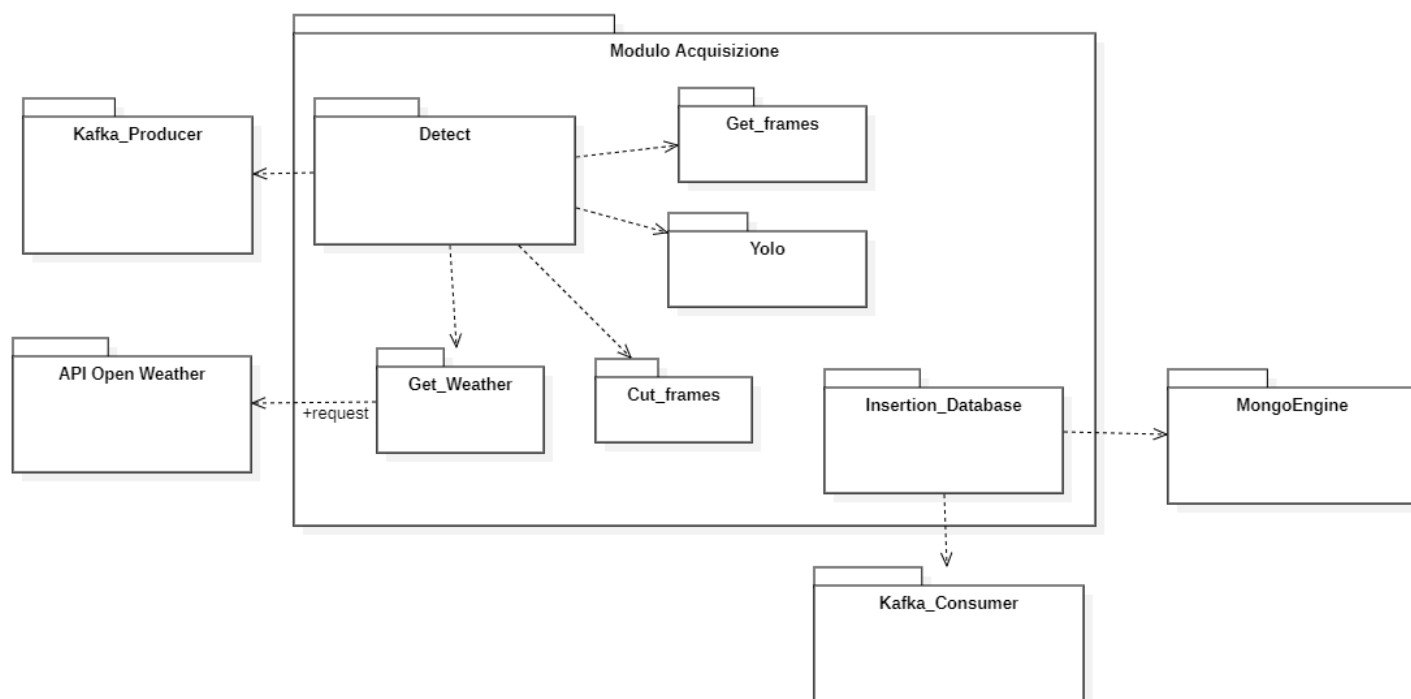 Modulo Acquisizione
Kafka_Producer
Detect
Get_frames
Yolo
API Open Weather
+request
Get_Weather
Cut_frames
Insertion_Database
MongoEngine
Kafka_Consumer